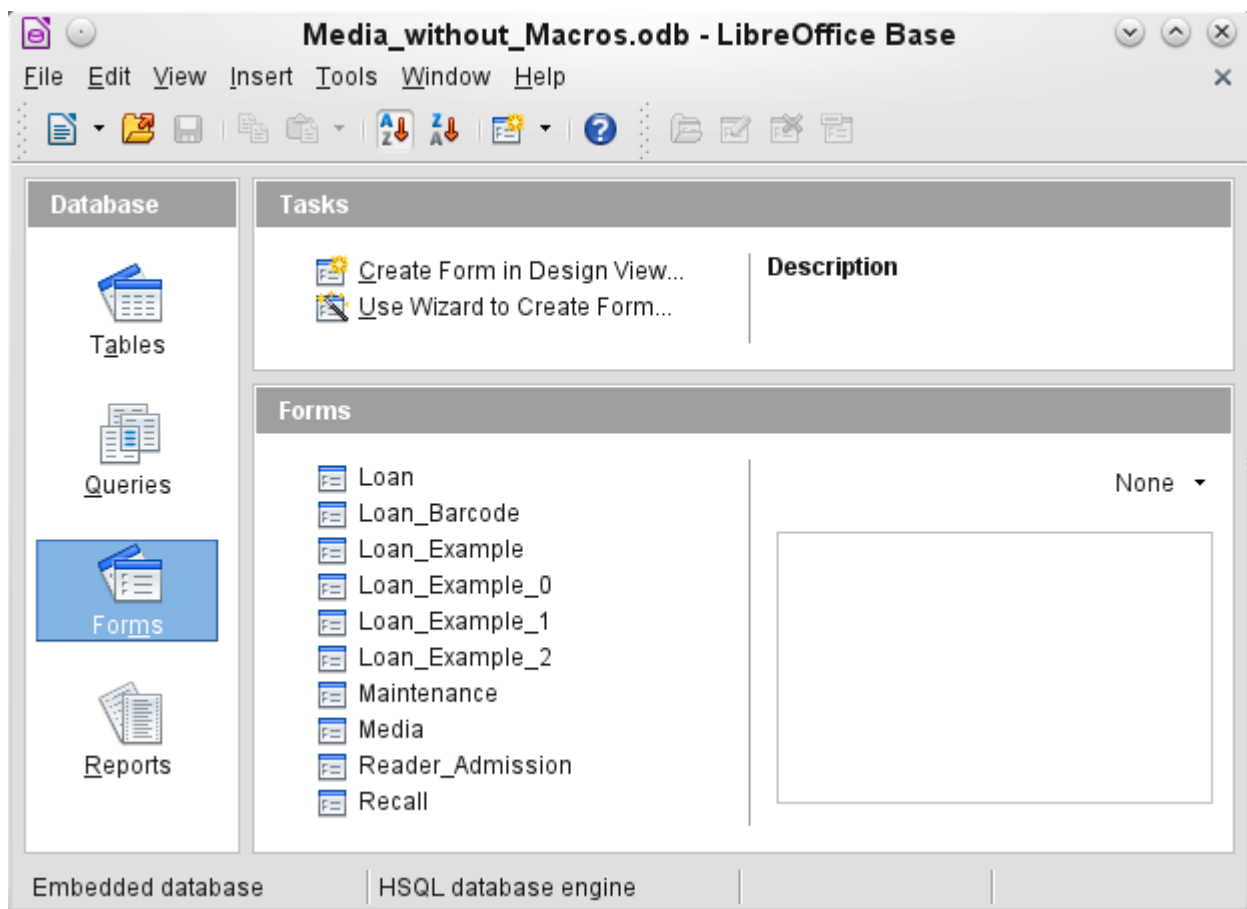 Media_without_Macros.odb - LibreOffice Base
File Edit View Insert Tools Window Help
Database
Tables
Queries
Forms
Reports
Tasks
Create Form in Design View...
Use Wizard to Create Form...
Description
Forms
Loan
Loan_Barcode
Loan_Example
Loan_Example_0
Loan_Example_1
Loan_Example_2
Maintenance
Media
Reader_Admission
Recall
None
Embedded database
HSQL database engine